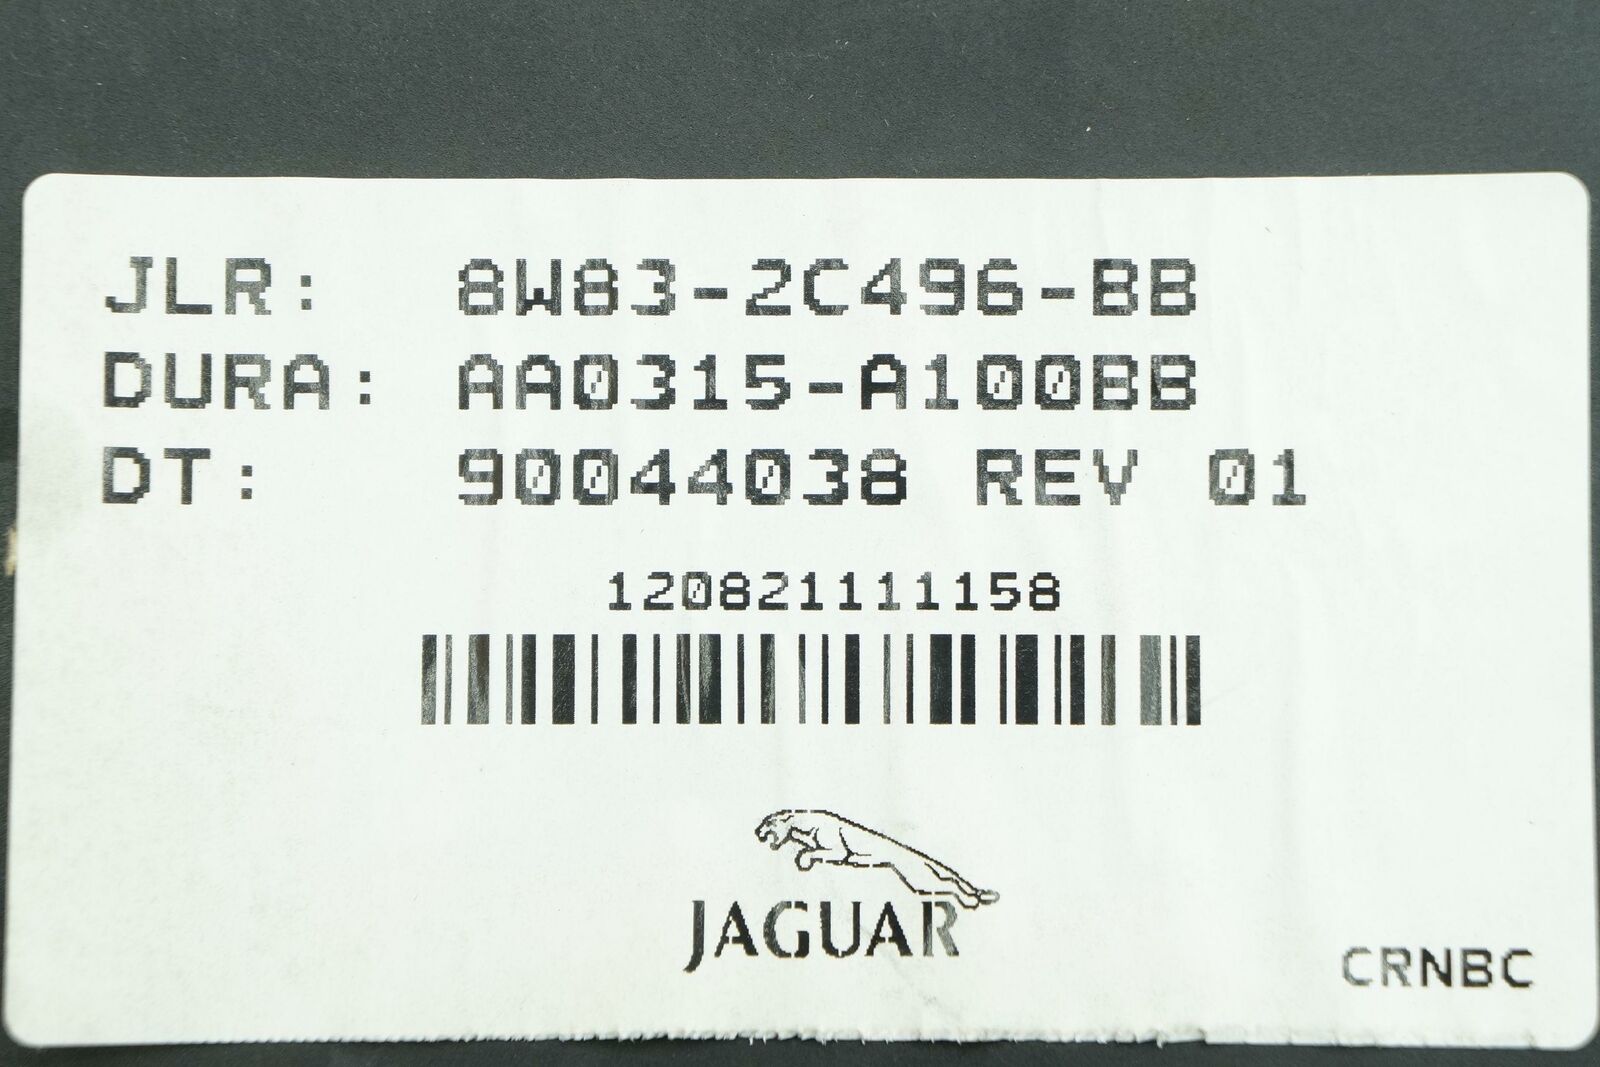 JLR: 8W83-2C496-BB
DURA: AA0315-A100BB
DT: 90044038 REV 01
120821111158
JAGUAR
CRNBC